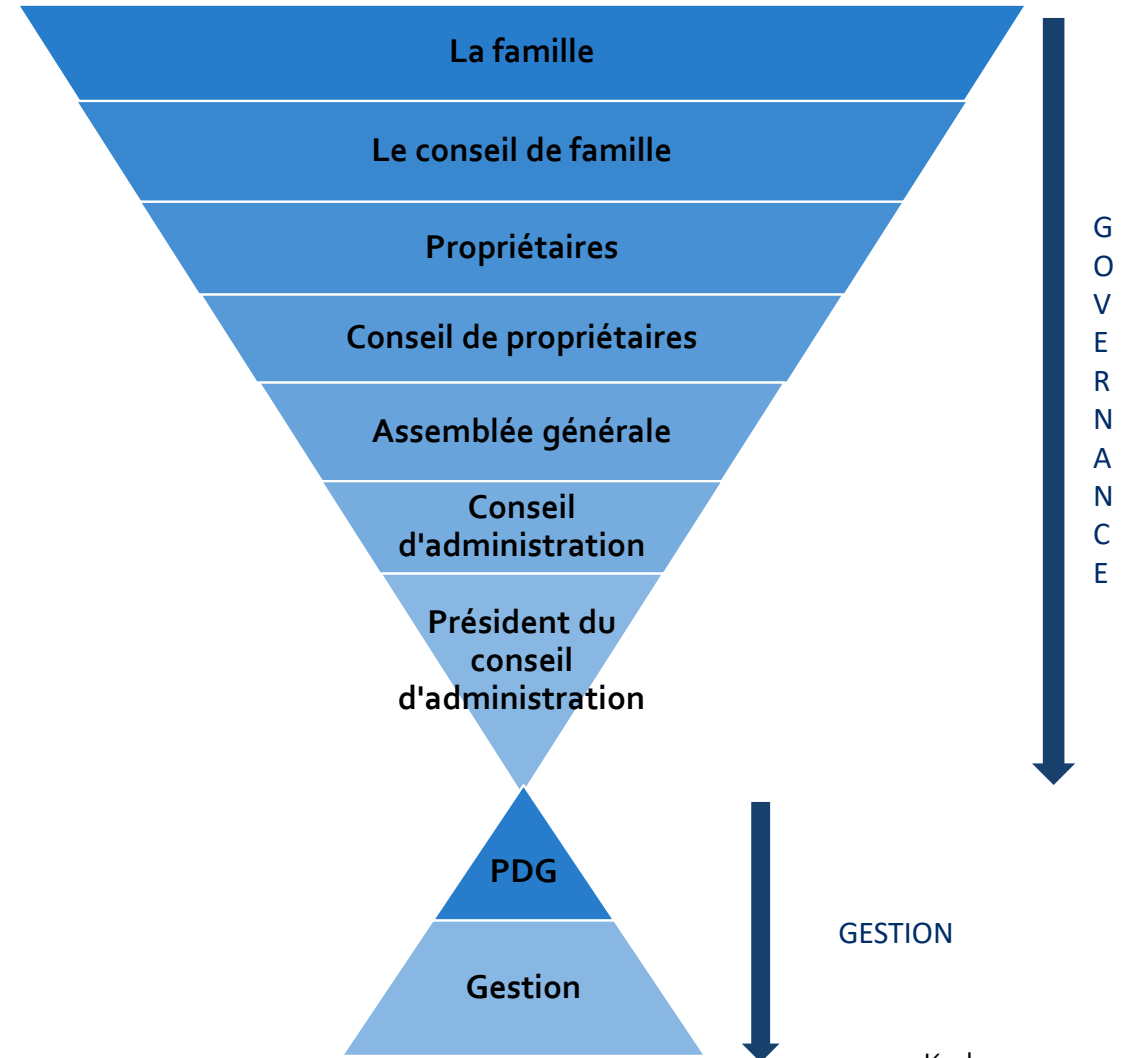 La famille
Le conseil de famille
Propriétaires
Conseil de propriétaires
Assemblée générale
Conseil
d'administration
Président du
conseil
d'administration
G
O
V
E
R
N
A
N
C
E
PDG
GESTION
Gestion